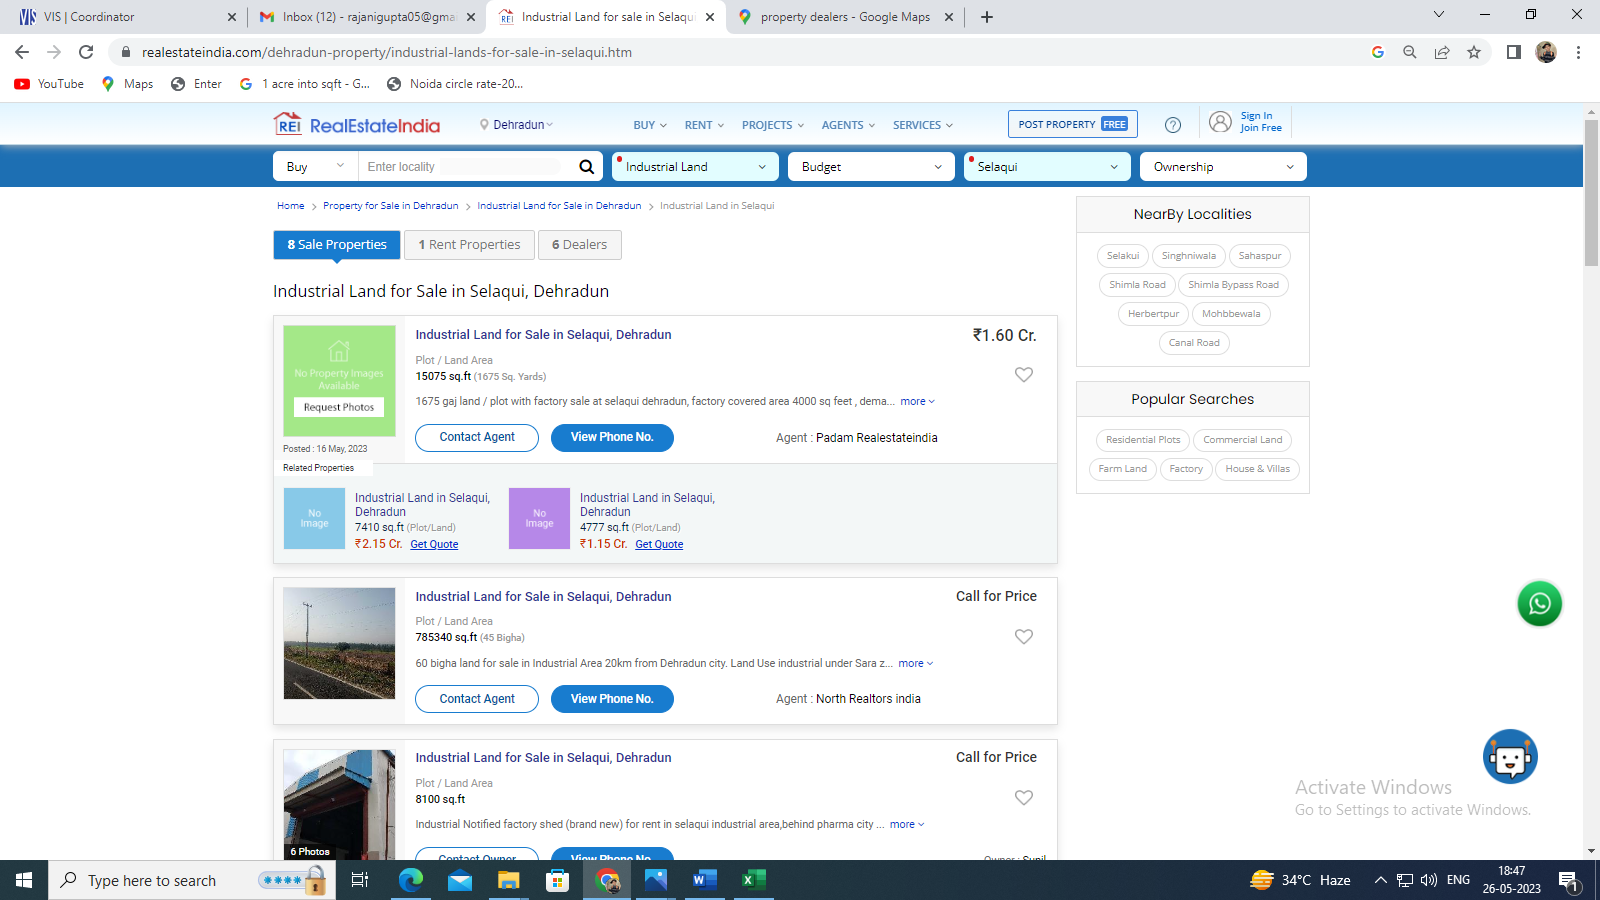 VIS | Coordinator
Inbox (12) - rajanigupta05@gmai
Industrial Land for sale in Selaqui
property dealers - Google Maps
realestateindia.com/dehradun-property/industrial-lands-for-sale-in-selaqui.htm
YouTube
Maps
Enter
1 acre into sqft - G...
Noida circle rate-20...
REI RealEstateIndia
Dehradun
BUY
RENT
PROJECTS
AGENTS
SERVICES
POST PROPERTY FREE
Sign In
Join Free
Buy
Enter locality
Industrial Land
Budget
Selaqui
Ownership
Home > Property for Sale in Dehradun > Industrial Land for Sale in Dehradun > Industrial Land in Selaqui
8 Sale Properties
1 Rent Properties
6 Dealers
Industrial Land for Sale in Selaqui, Dehradun
No Property Images
Available
Request Photos
Posted : 16 May, 2023
Industrial Land for Sale in Selaqui, Dehradun
₹1.60 Cr.
Plot / Land Area
15075 sq.ft (1675 Sq. Yards)
1675 gaj land / plot with factory sale at selaqui dehradun, factory covered area 4000 sq feet , dema... more
Contact Agent
View Phone No.
Agent : Padam Realestateindia
Related Properties
No
Image
Industrial Land in Selaqui,
Dehradun
7410 sq.ft (Plot/Land)
₹2.15 Cr. Get Quote
No
Image
Industrial Land in Selaqui,
Dehradun
4777 sq.ft (Plot/Land)
₹1.15 Cr. Get Quote
Industrial Land for Sale in Selaqui, Dehradun
Call for Price
Plot / Land Area
785340 sq.ft (45 Bigha)
60 bigha land for sale in Industrial Area 20km from Dehradun city. Land Use industrial under Sara z... more
Contact Agent
View Phone No.
Agent : North Realtors india
6 Photos
Industrial Land for Sale in Selaqui, Dehradun
Call for Price
Plot / Land Area
8100 sq.ft
Industrial Notified factory shed (brand new) for rent in selaqui industrial area,behind pharma city ... more
Contact Owner
View Phone No.
Owner : Sunil
NearBy Localities
Selakui
Singhniwala
Sahaspur
Shimla Road
Shimla Bypass Road
Herbertpur
Mohbbewala
Canal Road
Popular Searches
Residential Plots
Commercial Land
Farm Land
Factory
House & Villas
Activate Windows
Go to Settings to activate Windows.
Type here to search
34°C Haze
ENG
18:47
26-05-2023
1